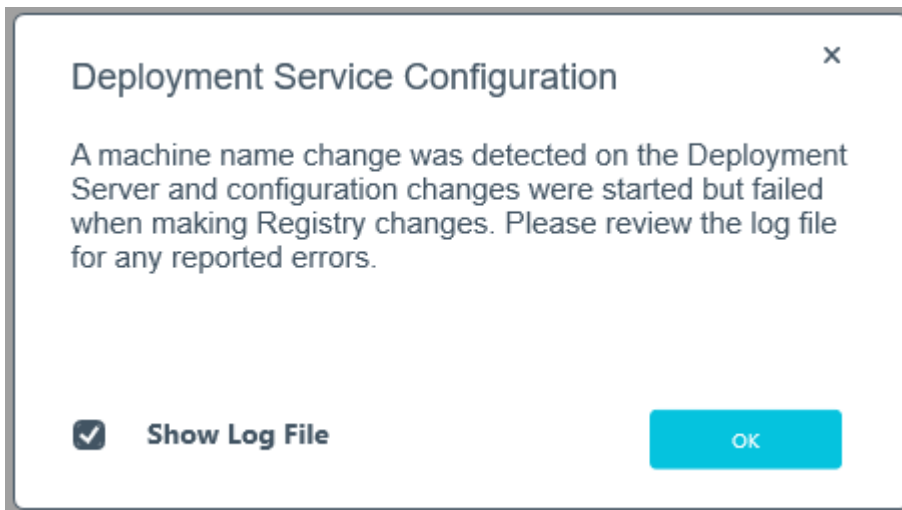 Deployment Service Configuration
A machine name change was detected on the Deployment
Server and configuration changes were started but failed
when making Registry changes. Please review the log file
for any reported errors.
Show Log File
OK